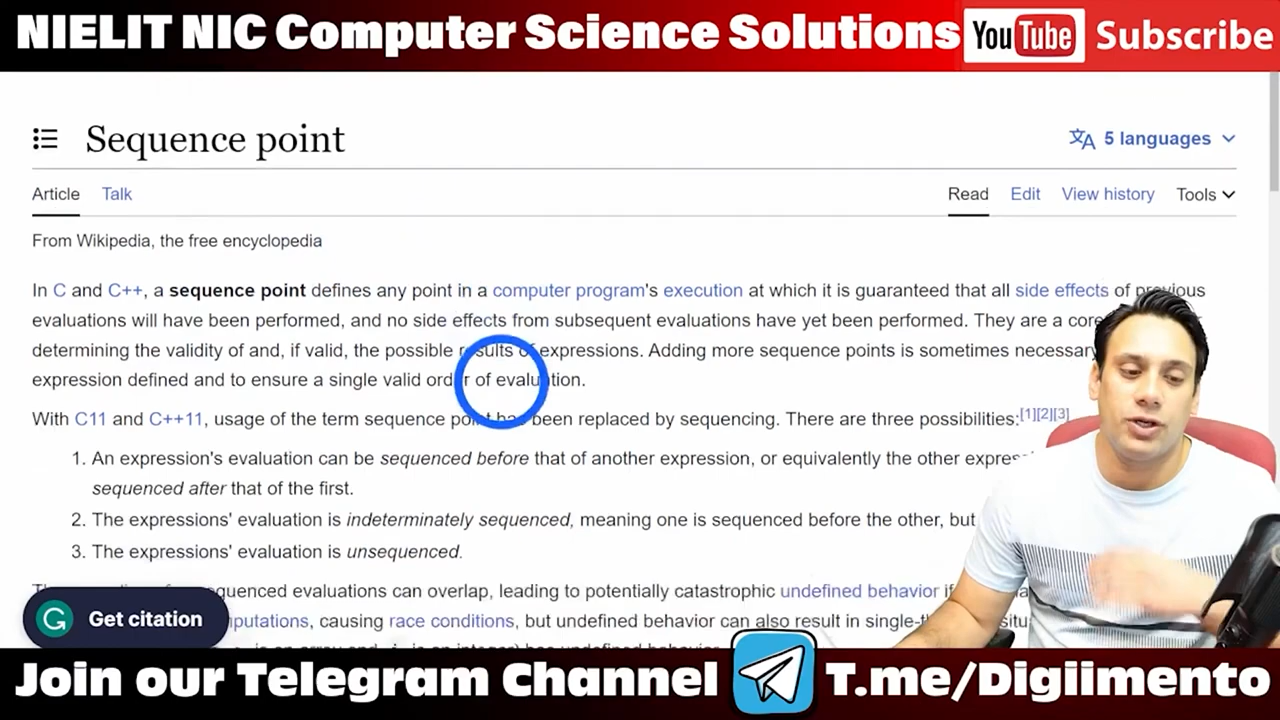 NIELIT NIC Computer Science Solutions YouTube Subscribe
Sequence point
5 languages
Article Talk Read Edit View history Tools
From Wikipedia, the free encyclopedia
In C and C++, a sequence point defines any point in a computer program's execution at which it is guaranteed that all side effects of previous
evaluations will have been performed, and no side effects from subsequent evaluations have yet been performed. They are a core
determining the validity of and, if valid, the possible results of expressions. Adding more sequence points is sometimes necessary
expression defined and to ensure a single valid order of evaluation.
With C11 and C++11, usage of the term sequence point has been replaced by sequencing. There are three possibilities:[1][2][3]
1. An expression's evaluation can be sequenced before that of another expression, or equivalently the other
sequenced after that of the first.
2. The expressions' evaluation is indeterminately sequenced, meaning one is sequenced before the other, but
3. The expressions' evaluation is unsequenced.
evaluations can overlap, leading to potentially catastrophic undefined behavior
Get citation
causing race conditions, but undefined behavior can also result in
Join our Telegram Channel T.me/Digiimento